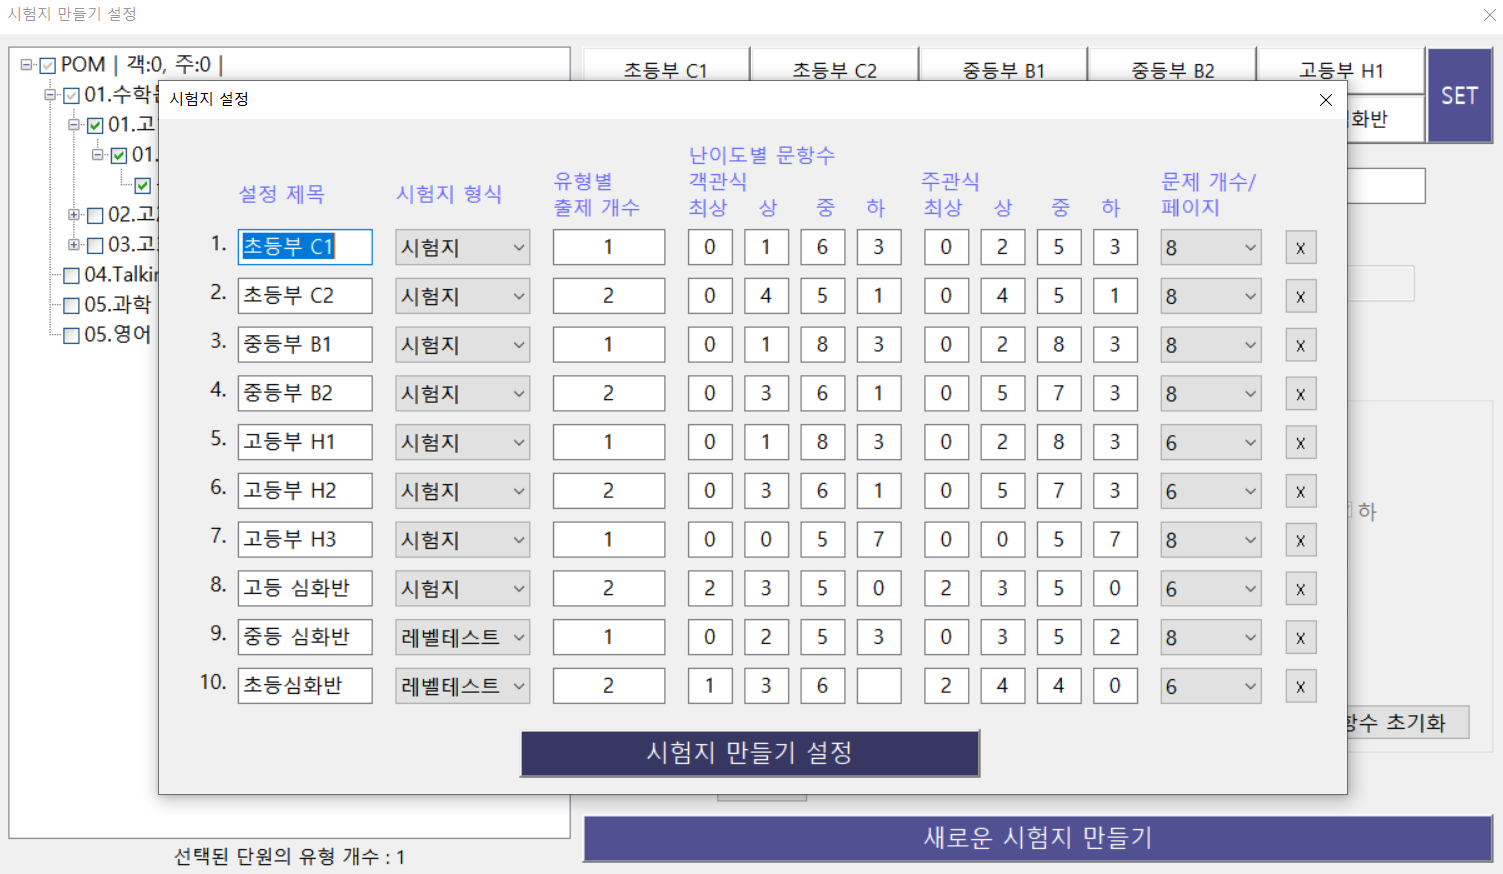 시험지 만들기 설정
POM | 객:0, 주:0 |
01.수학
01.고
01.
02.고
03.고
04.Talkin
05.과학
05.영어
선택된 단원의 유형 개수 : 1
초등부 C1 초등부 C2 중등부 B1 중등부 B2 고등부 H1 SET
화반
시험지 설정
난이도별 문항수
설정 제목 시험지 형식 유형별 출제 개수 객관식 주관식 문제 개수/페이지
최상 상 중 하 최상 상 중 하
1. 초등부 C1 시험지 1 0 1 6 3 0 2 5 3 8 x
2. 초등부 C2 시험지 2 0 4 5 1 0 4 5 1 8 x
3. 중등부 B1 시험지 1 0 1 8 3 0 2 8 3 8 x
4. 중등부 B2 시험지 2 0 3 6 1 0 5 7 3 8 x
5. 고등부 H1 시험지 1 0 1 8 3 0 2 8 3 6 x
6. 고등부 H2 시험지 2 0 3 6 1 0 5 7 3 6 x
7. 고등부 H3 시험지 1 0 0 5 7 0 0 5 7 8 x
8. 고등 심화반 시험지 2 2 3 5 0 2 3 5 0 6 x
9. 중등 심화반 레벨테스트 1 0 2 5 3 0 3 5 2 8 x
10. 초등심화반 레벨테스트 2 1 3 6 2 4 4 0 6 x
시험지 만들기 설정
하
항수 초기화
새로운 시험지 만들기